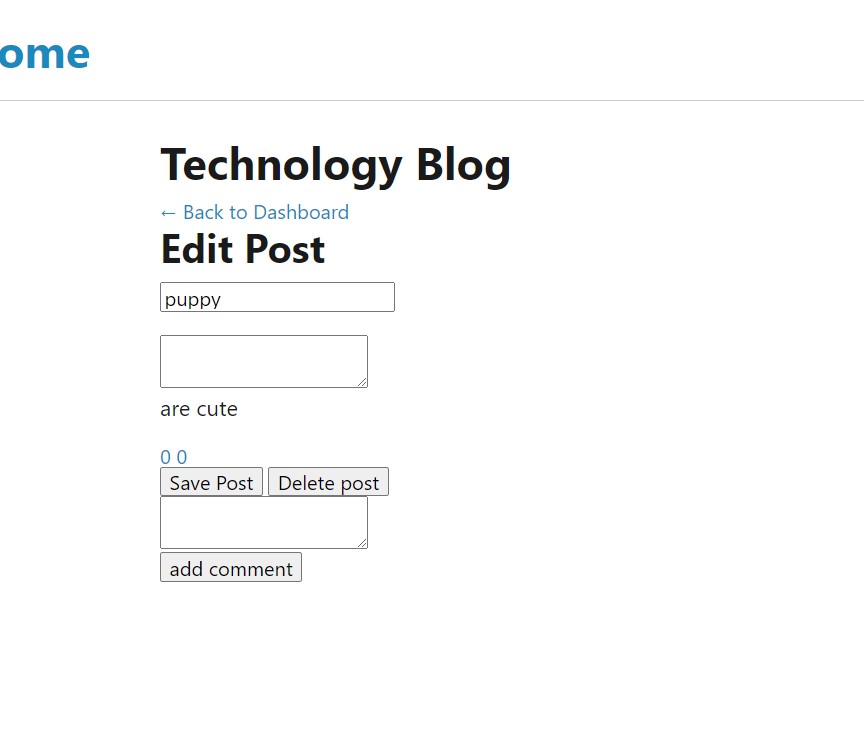 ome
Technology Blog
← Back to Dashboard
Edit Post
puppy
are cute
0 0
Save Post Delete post
add comment